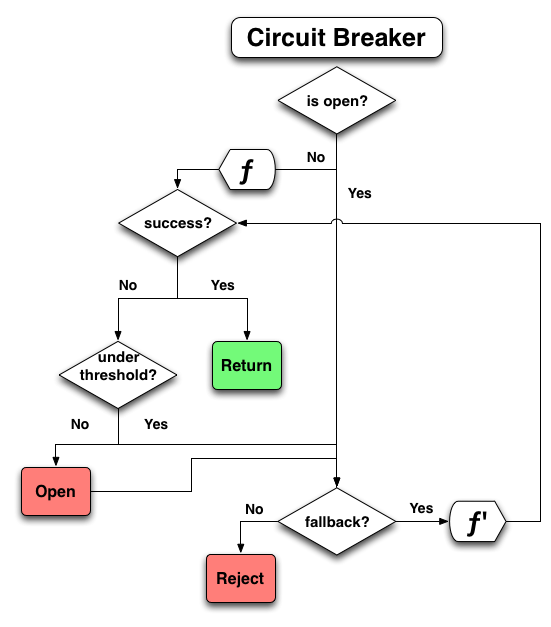 Circuit Breaker
is open?
No
f
Yes
success?
No
Yes
under
threshold?
Return
No
Yes
Open
No
fallback?
Yes
f'
Reject